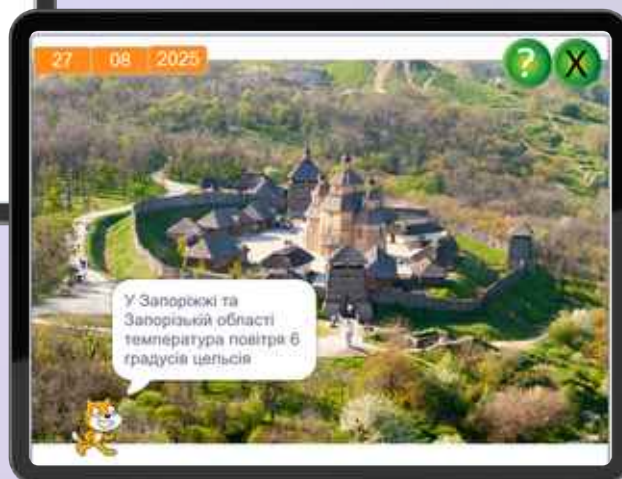 27 08 2025
? X
У Запоріжжі та
Запорізькій області
температура повітря 6
градусів цельсія